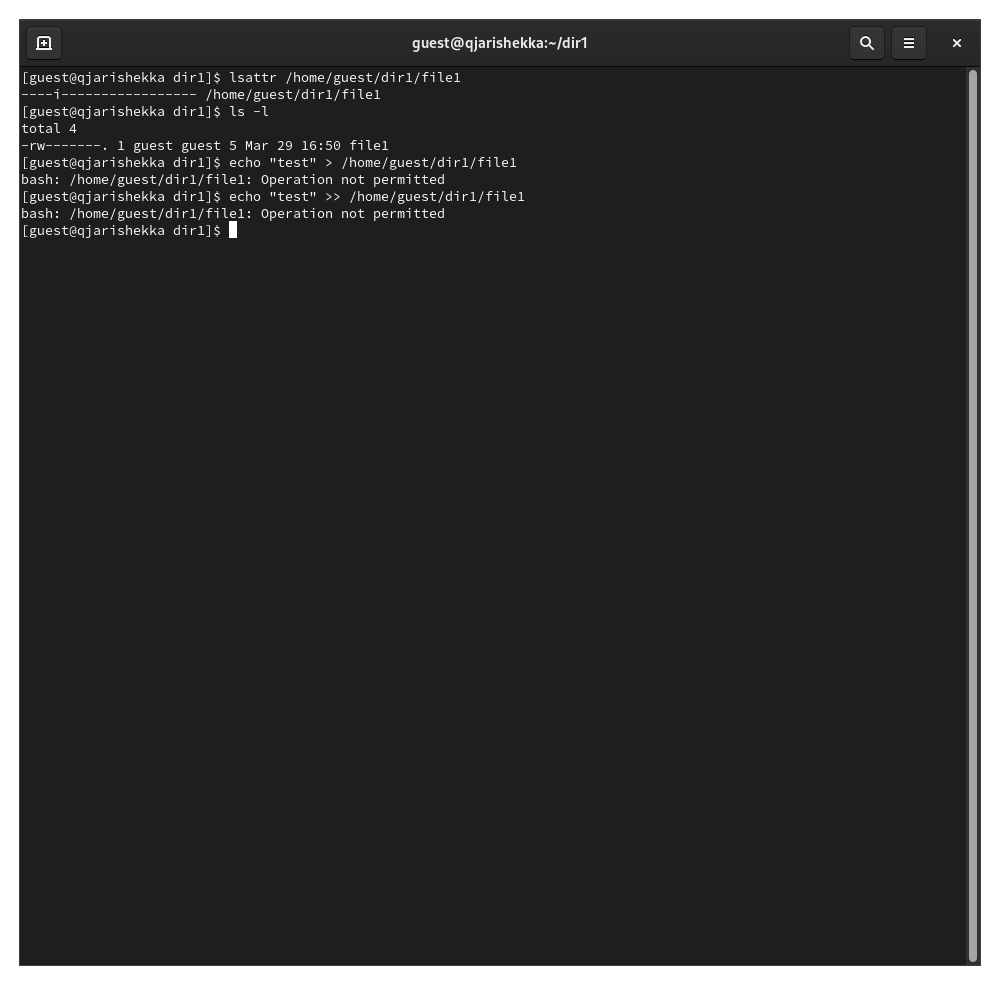 guest@qjarishekka:~/dir1
[guest@qjarishekka dir1]$ lsattr /home/guest/dir1/file1
----i----------------- /home/guest/dir1/file1
[guest@qjarishekka dir1]$ ls -l
total 4
-rw-------. 1 guest guest 5 Mar 29 16:50 file1
[guest@qjarishekka dir1]$ echo "test" > /home/guest/dir1/file1
bash: /home/guest/dir1/file1: Operation not permitted
[guest@qjarishekka dir1]$ echo "test" >> /home/guest/dir1/file1
bash: /home/guest/dir1/file1: Operation not permitted
[guest@qjarishekka dir1]$